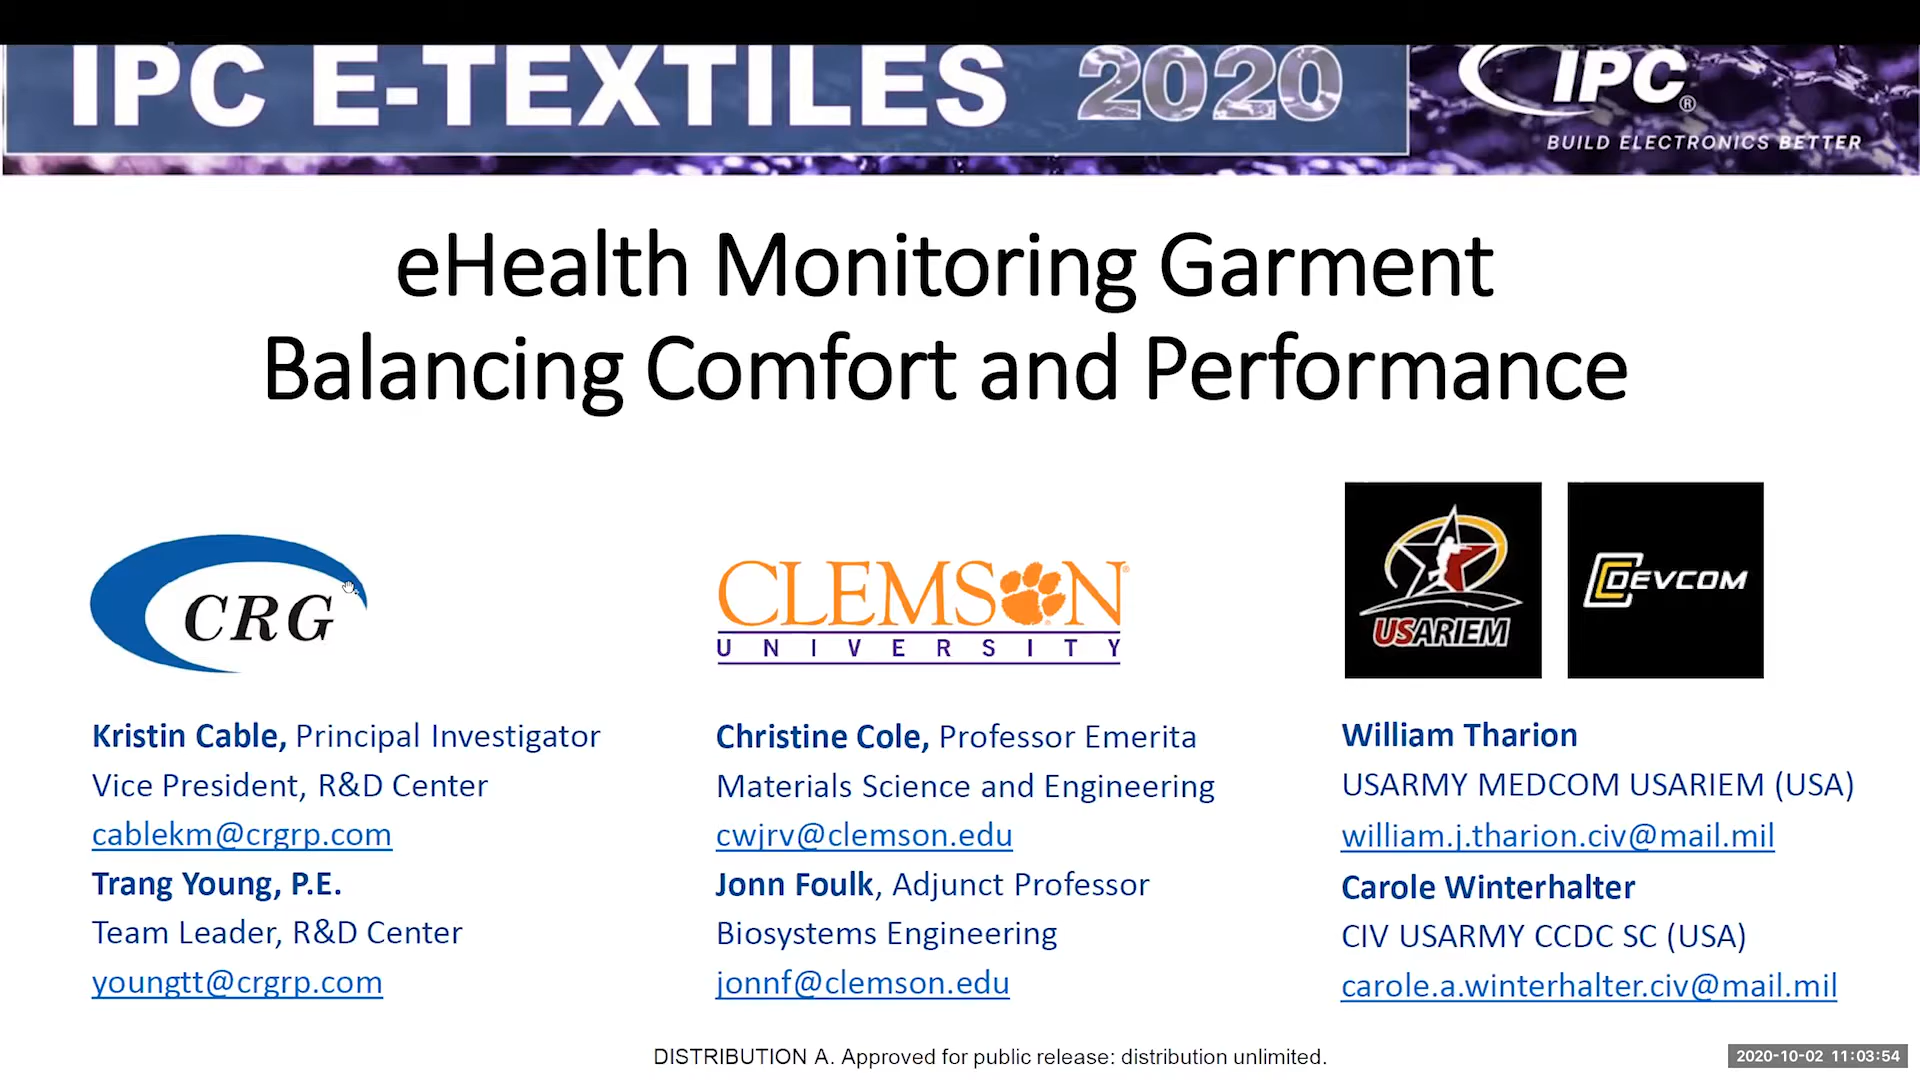 IPC E-TEXTILES 2020
IPC®
BUILD ELECTRONICS BETTER
eHealth Monitoring Garment
Balancing Comfort and Performance
CRG
CLEMSON®
UNIVERSITY
USARIEM
DEVCOM
Kristin Cable, Principal Investigator
Vice President, R&D Center
cablekm@crgrp.com
Trang Young, P.E.
Team Leader, R&D Center
youngtt@crgrp.com
Christine Cole, Professor Emerita
Materials Science and Engineering
cwjrv@clemson.edu
Jonn Foulk, Adjunct Professor
Biosystems Engineering
jonnf@clemson.edu
William Tharion
USARMY MEDCOM USARIEM (USA)
william.j.tharion.civ@mail.mil
Carole Winterhalter
CIV USARMY CCDC SC (USA)
carole.a.winterhalter.civ@mail.mil
DISTRIBUTION A. Approved for public release: distribution unlimited.
2020-10-02 11:03:54